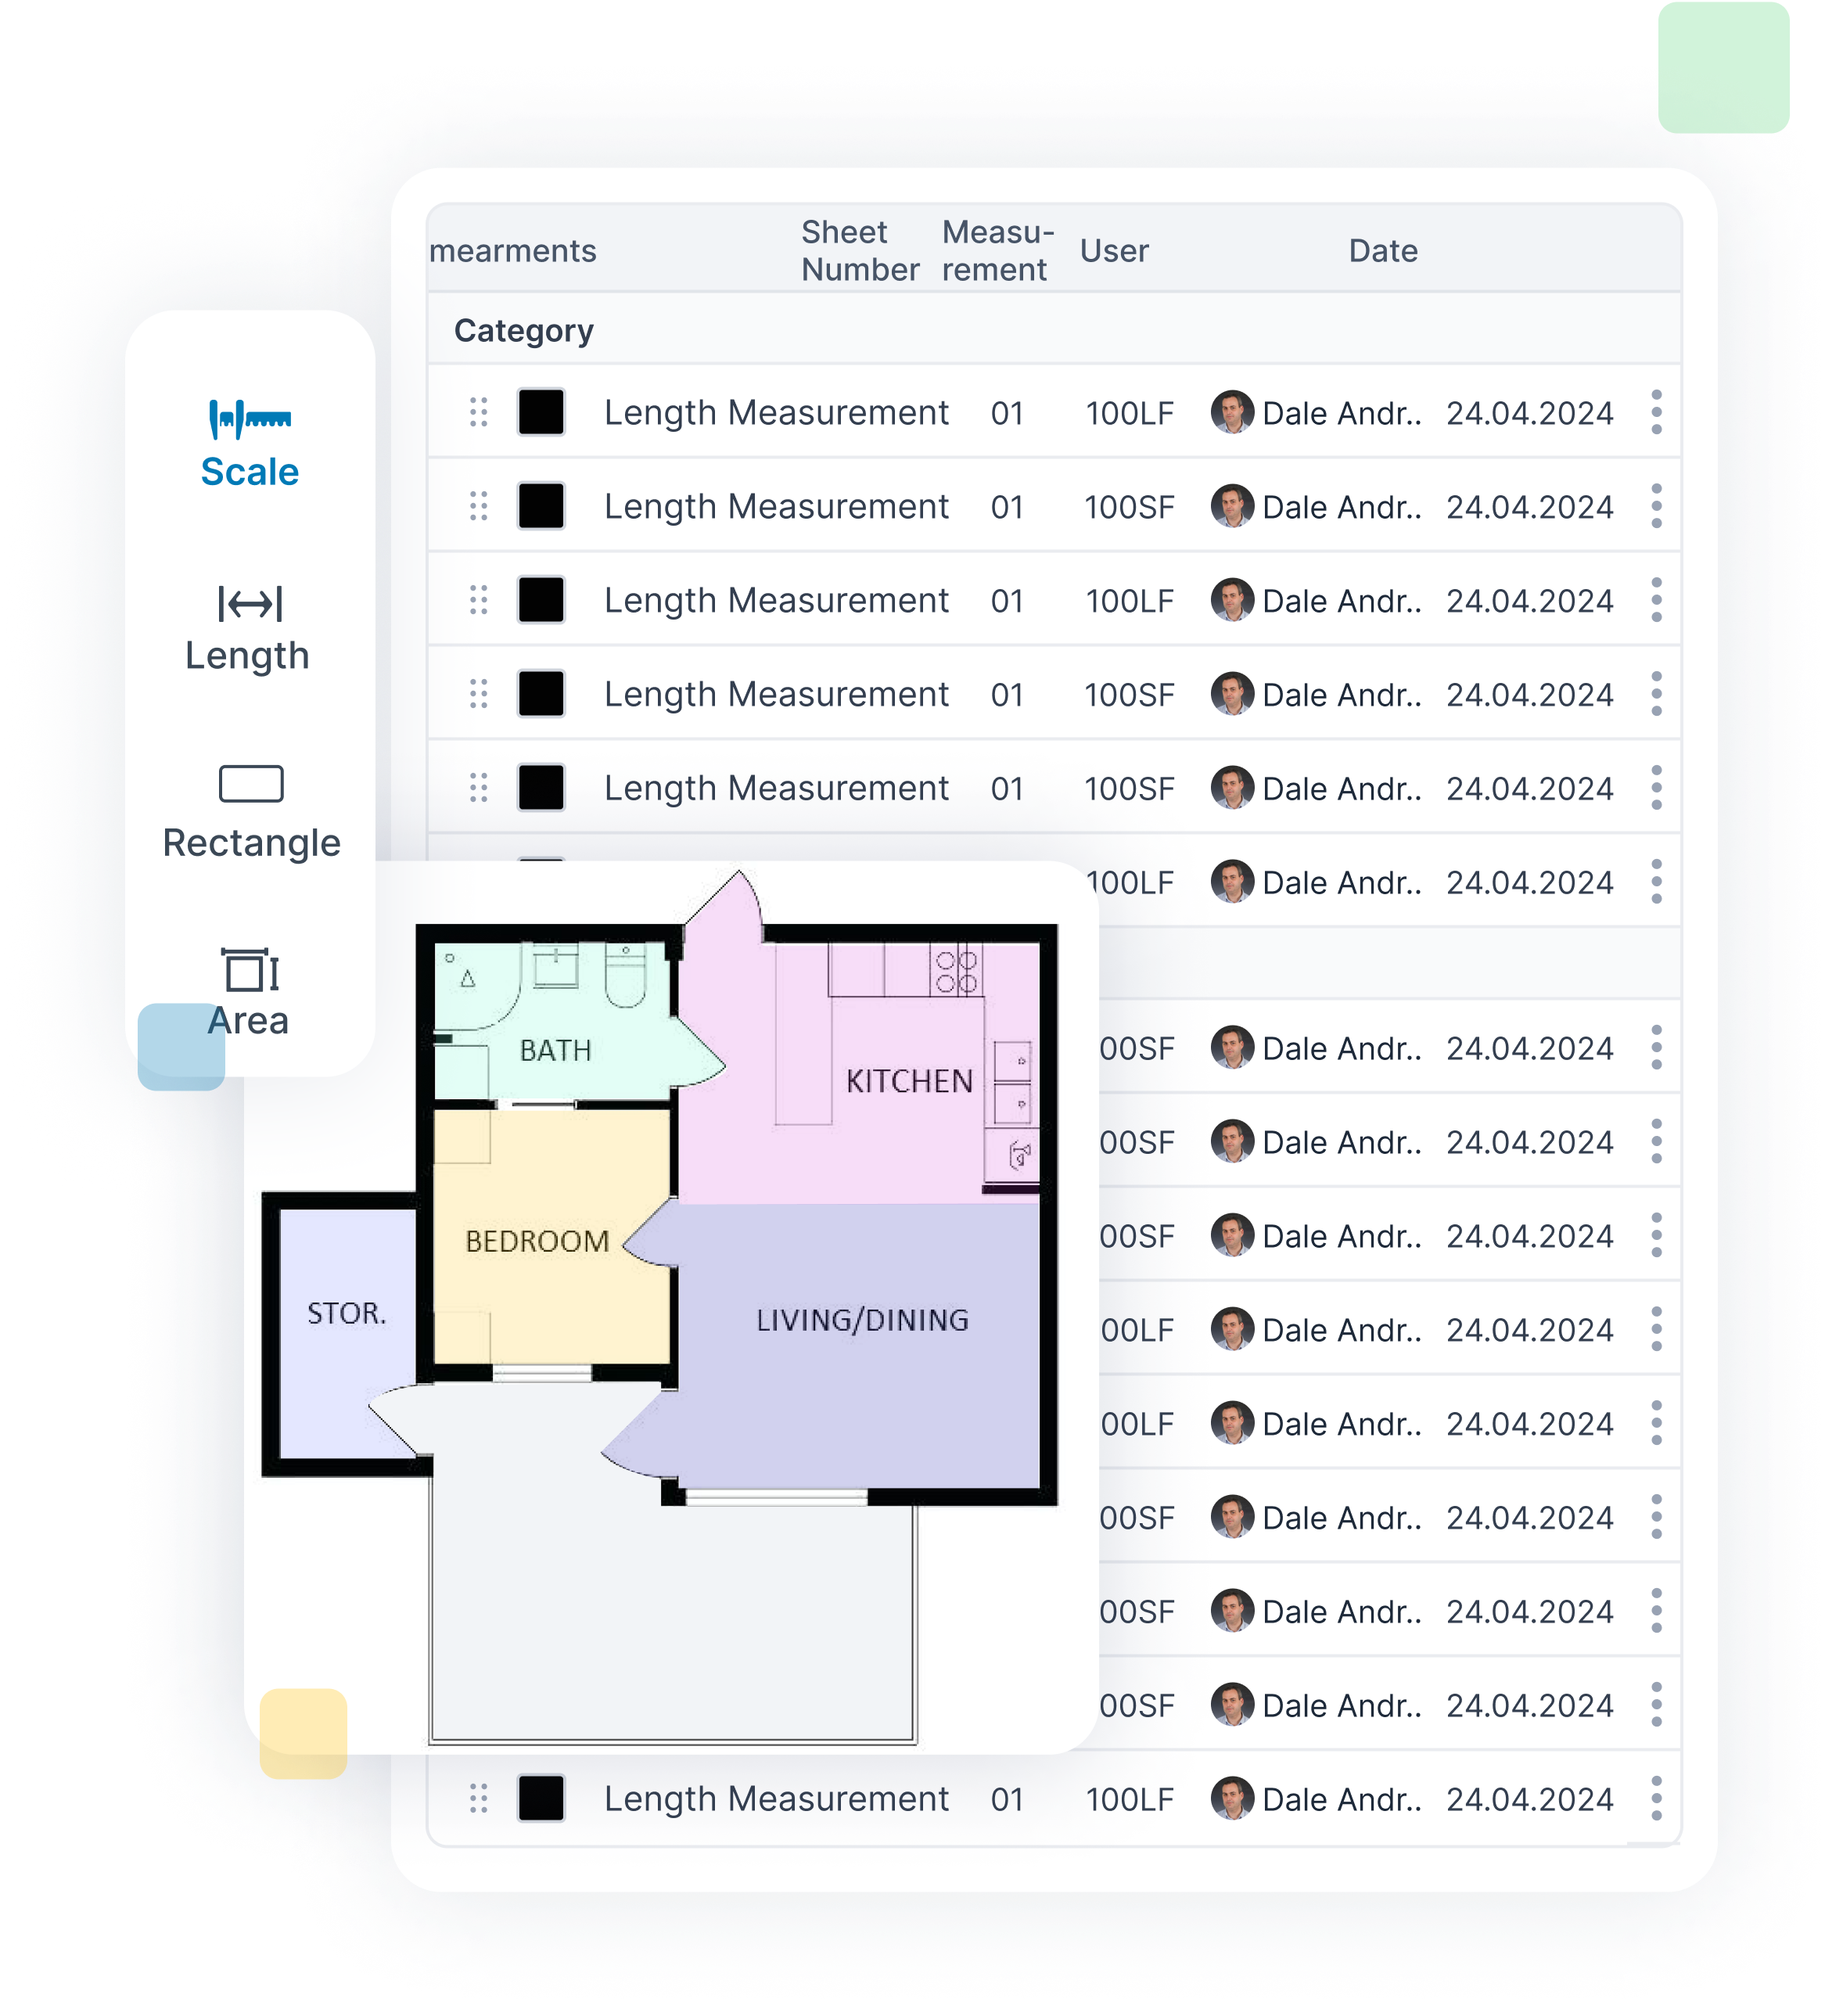 mearments
Sheet
Number
Measu-
rement
User
Date
Category
Length Measurement 01 100LF Dale Andr.. 24.04.2024
Length Measurement 01 100SF Dale Andr.. 24.04.2024
Length Measurement 01 100LF Dale Andr.. 24.04.2024
Length Measurement 01 100SF Dale Andr.. 24.04.2024
Length Measurement 01 100SF Dale Andr.. 24.04.2024
100LF Dale Andr.. 24.04.2024
00SF Dale Andr.. 24.04.2024
00SF Dale Andr.. 24.04.2024
00SF Dale Andr.. 24.04.2024
00LF Dale Andr.. 24.04.2024
00LF Dale Andr.. 24.04.2024
00SF Dale Andr.. 24.04.2024
00SF Dale Andr.. 24.04.2024
00SF Dale Andr.. 24.04.2024
Length Measurement 01 100LF Dale Andr.. 24.04.2024
Scale
Length
Rectangle
Area
BATH
KITCHEN
BEDROOM
STOR.
LIVING/DINING